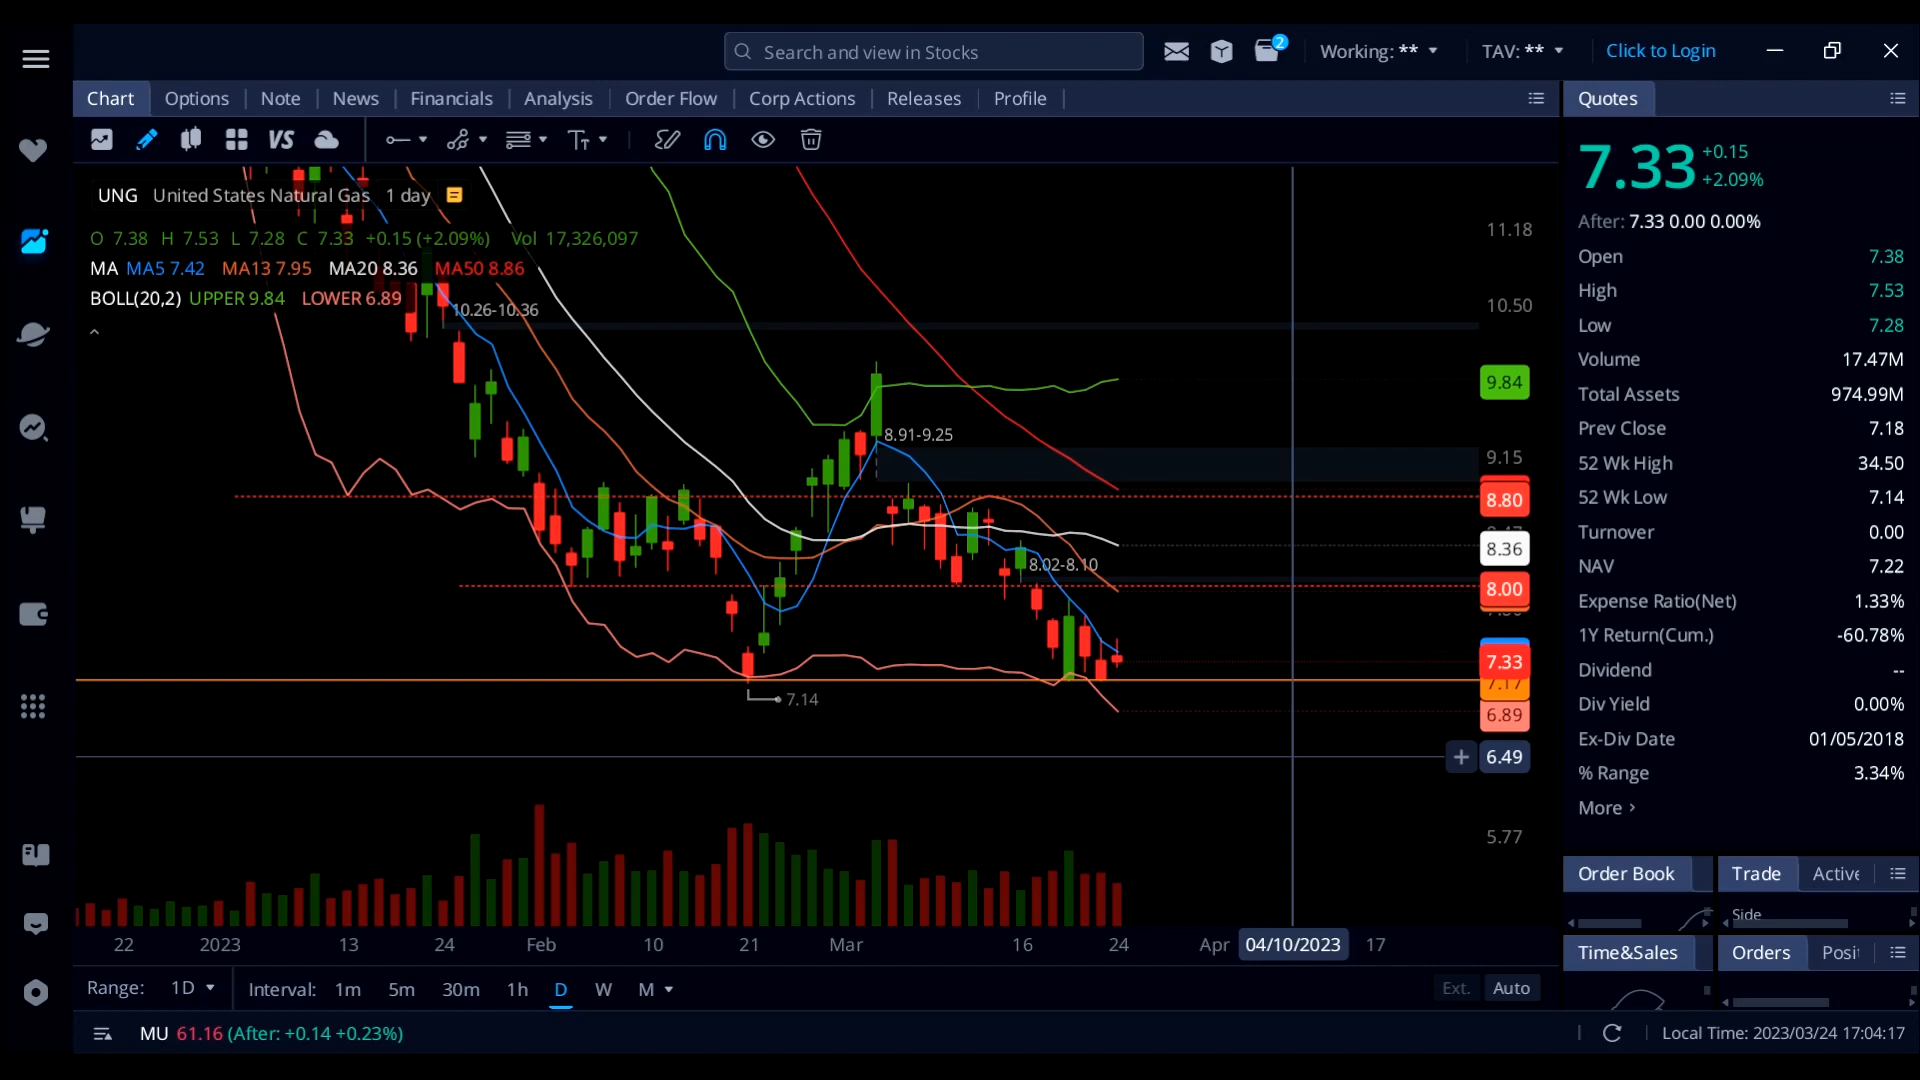 Search and view in Stocks
2
Working: **
TAV: **
Click to Login
Chart
Options
Note
News
Financials
Analysis
Order Flow
Corp Actions
Releases
Profile
Quotes
VS
UNG United States Natural Gas 1 day
O 7.38 H 7.53 L 7.28 C 7.33 +0.15 (+2.09%) Vol 17,326,097
MA MA5 7.42 MA13 7.95 MA20 8.36 MA50 8.86
BOLL(20,2) UPPER 9.84 LOWER 6.89
10.26-10.36
8.91-9.25
8.02-8.10
7.14
11.18
10.50
9.84
9.15
8.80
8.36
8.00
7.33
7.17
6.89
6.49
5.77
22
2023
13
24
Feb
10
21
Mar
16
24
Apr
04/10/2023
17
Range: 1D
Interval: 1m 5m 30m 1h D W M
Ext.
Auto
7.33
+0.15
+2.09%
After: 7.33 0.00 0.00%
Open 7.38
High 7.53
Low 7.28
Volume 17.47M
Total Assets 974.99M
Prev Close 7.18
52 Wk High 34.50
52 Wk Low 7.14
Turnover 0.00
NAV 7.22
Expense Ratio(Net) 1.33%
1Y Return(Cum.) -60.78%
Dividend --
Div Yield 0.00%
Ex-Div Date 01/05/2018
% Range 3.34%
More
Order Book
Trade
Side
Time&Sales
Orders
MU 61.16 (After: +0.14 +0.23%)
Local Time: 2023/03/24 17:04:17